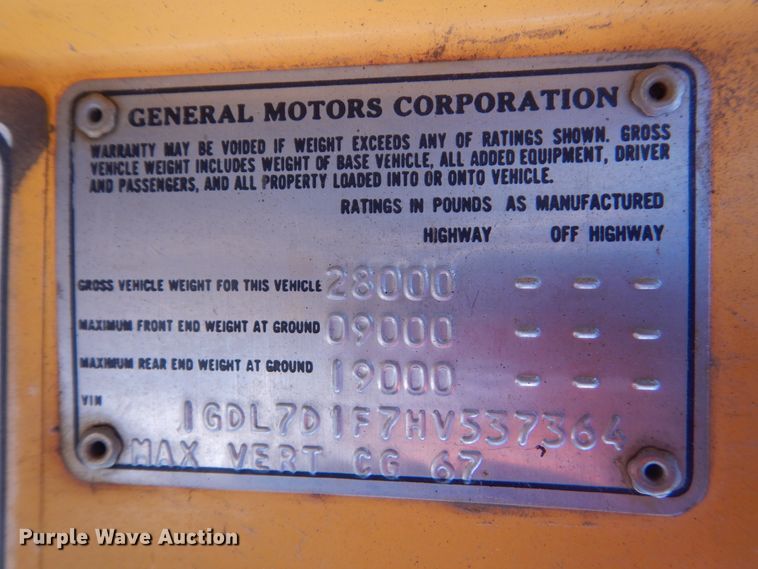 GENERAL MOTORS CORPORATION
WARRANTY MAY BE VOIDED IF WEIGHT EXCEEDS ANY OF RATINGS SHOWN. GROSS
VEHICLE WEIGHT INCLUDES WEIGHT OF BASE VEHICLE, ALL ADDED EQUIPMENT, DRIVER
AND PASSENGERS, AND ALL PROPERTY LOADED INTO OR ONTO VEHICLE.
RATINGS IN POUNDS AS MANUFACTURED
HIGHWAY OFF HIGHWAY
GROSS VEHICLE WEIGHT FOR THIS VEHICLE 28000 - - -
MAXIMUM FRONT END WEIGHT AT GROUND 09000 - - -
MAXIMUM REAR END WEIGHT AT GROUND 19000 - - -
VIN 1GDL7D1F7HV537364
MAX VERT CG 67
Purple Wave Auction